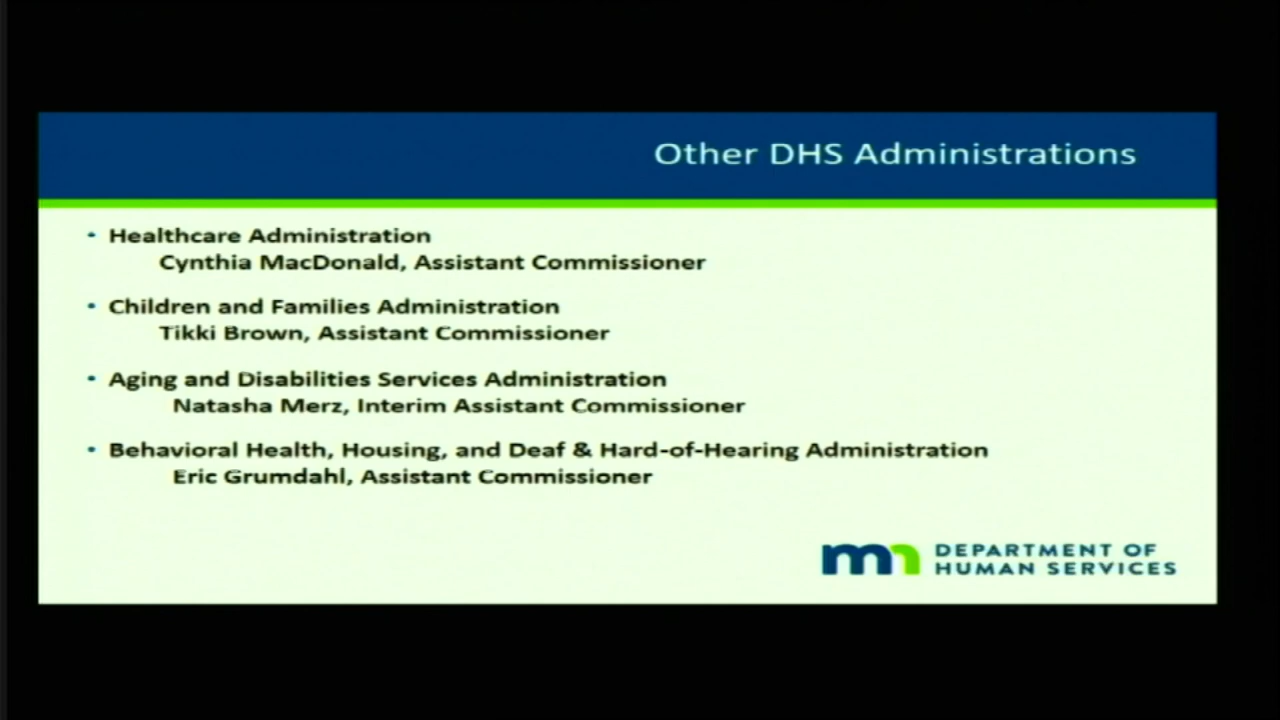 Other DHS Administrations
• Healthcare Administration
Cynthia MacDonald, Assistant Commissioner
• Children and Families Administration
Tikki Brown, Assistant Commissioner
• Aging and Disabilities Services Administration
Natasha Merz, Interim Assistant Commissioner
• Behavioral Health, Housing, and Deaf & Hard-of-Hearing Administration
Eric Grumdahl, Assistant Commissioner
mn DEPARTMENT OF
HUMAN SERVICES